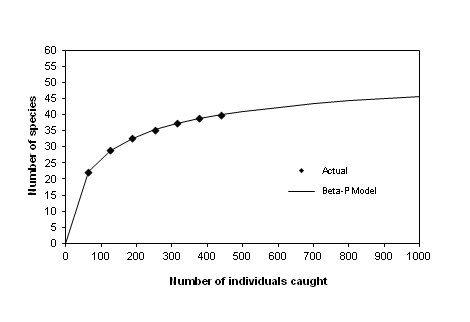 60
55
50
45
40
35
30
25
20
15
10
5
0
Number of species
Actual
Beta-P Model
0 100 200 300 400 500 600 700 800 900 1000
Number of individuals caught